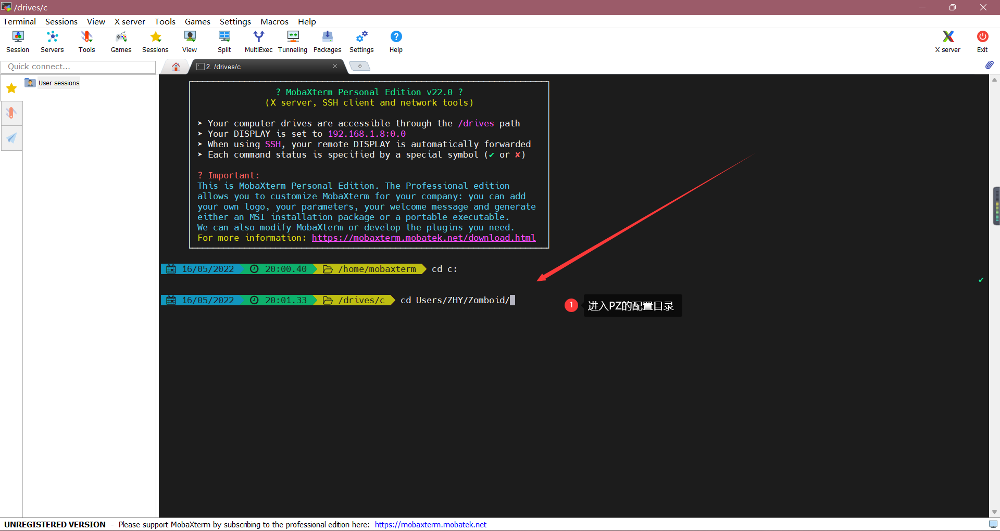 /drives/c
Terminal Sessions View X server Tools Games Settings Macros Help
Session Servers Tools Games Sessions View Split MultiExec Tunneling Packages Settings Help X server Exit
Quick connect...
2. /drives/c
User sessions
? MobaXterm Personal Edition v22.0 ?
(X server, SSH client and network tools)
➤ Your computer drives are accessible through the /drives path
➤ Your DISPLAY is set to 192.168.1.8:0.0
➤ When using SSH, your remote DISPLAY is automatically forwarded
➤ Each command status is specified by a special symbol (✔ or ✘)
? Important:
This is MobaXterm Personal Edition. The Professional edition
allows you to customize MobaXterm for your company: you can add
your own logo, your parameters, your welcome message and generate
either an MSI installation package or a portable executable.
We can also modify MobaXterm or develop the plugins you need.
For more information: https://mobaxterm.mobatek.net/download.html
16/05/2022 20:00.40 /home/mobaxterm cd c:
✔
16/05/2022 20:01.33 /drives/c cd Users/ZHY/Zomboid/
1 进入PZ的配置目录
UNREGISTERED VERSION - Please support MobaXterm by subscribing to the professional edition here: https://mobaxterm.mobatek.net